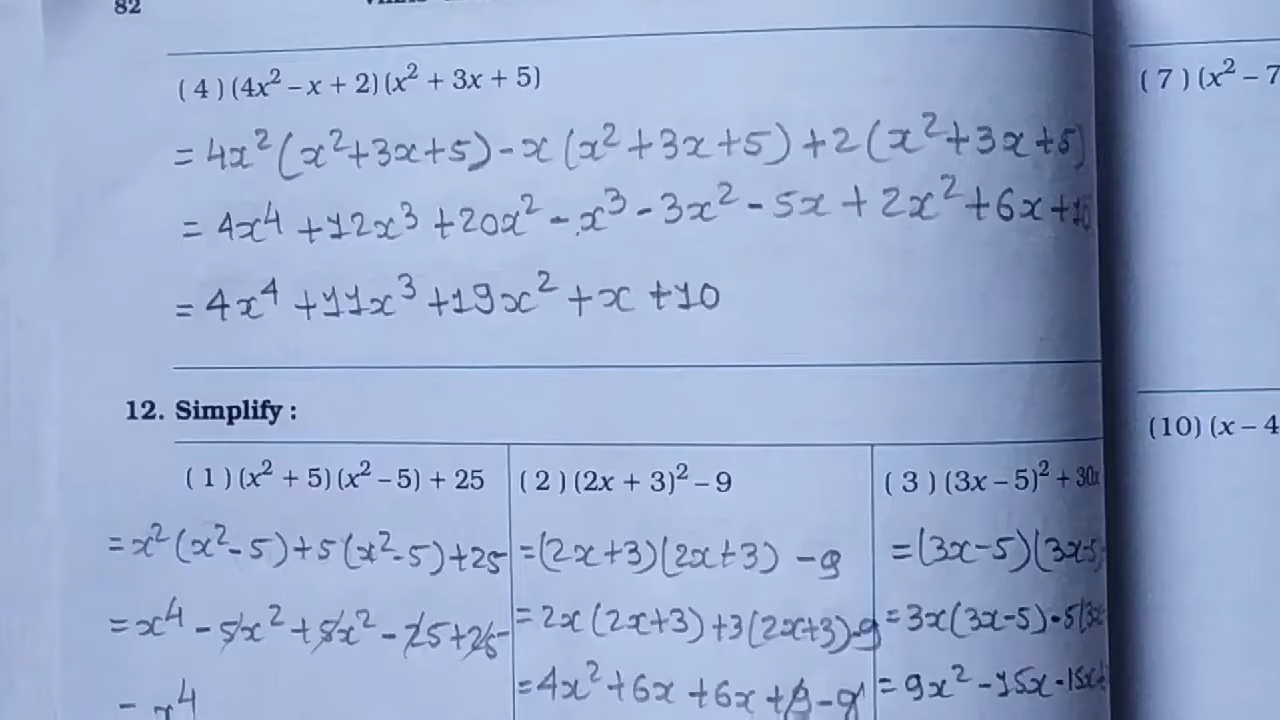 82
( 4 ) (4x² – x + 2) (x² + 3x + 5)
= 4x² (x² + 3x + 5) - x (x² + 3x + 5) + 2 (x² + 3x + 5)
= 4x⁴ + 12x³ + 20x² - x³ - 3x² - 5x + 2x² + 6x + 10
= 4x⁴ + 11x³ + 19x² + x + 10
12. Simplify :
( 1 ) (x² + 5) (x² – 5) + 25
= x² (x² - 5) + 5 (x² - 5) + 25
= x⁴ - 5x² + 5x² - 25 + 25
= x⁴
( 2 ) (2x + 3)² – 9
= (2x + 3) (2x + 3) - 9
= 2x (2x + 3) + 3 (2x + 3) - 9
= 4x² + 6x + 6x + 9 - 9
( 3 ) (3x – 5)² + 30x
= (3x - 5) (3x - 5)
= 3x (3x - 5) - 5 (3x
= 9x² - 15x - 15x +
( 7 ) (x² – 7
(10) (x – 4